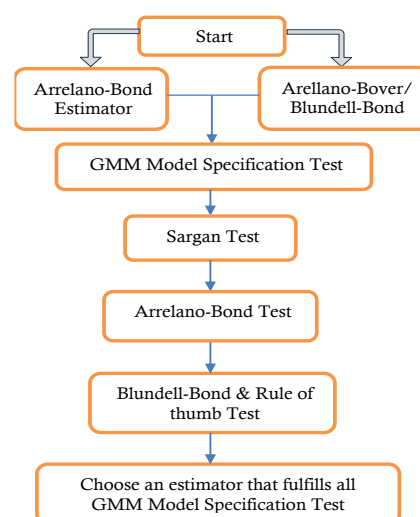 Start
Arrelano-Bond
Estimator
Arellano-Bover/
Blundell-Bond
GMM Model Specification Test
Sargan Test
Arrelano-Bond Test
Blundell-Bond & Rule of
thumb Test
Choose an estimator that fulfills all
GMM Model Specification Test